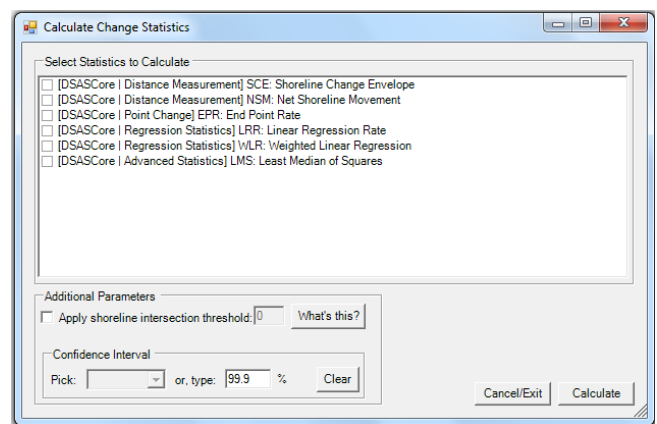 Calculate Change Statistics
Select Statistics to Calculate
[DSASCore | Distance Measurement] SCE: Shoreline Change Envelope
[DSASCore | Distance Measurement] NSM: Net Shoreline Movement
[DSASCore | Point Change] EPR: End Point Rate
[DSASCore | Regression Statistics] LRR: Linear Regression Rate
[DSASCore | Regression Statistics] WLR: Weighted Linear Regression
[DSASCore | Advanced Statistics] LMS: Least Median of Squares
Additional Parameters
Apply shoreline intersection threshold: 0 What's this?
Confidence Interval
Pick: or, type: 99.9 % Clear
Cancel/Exit Calculate